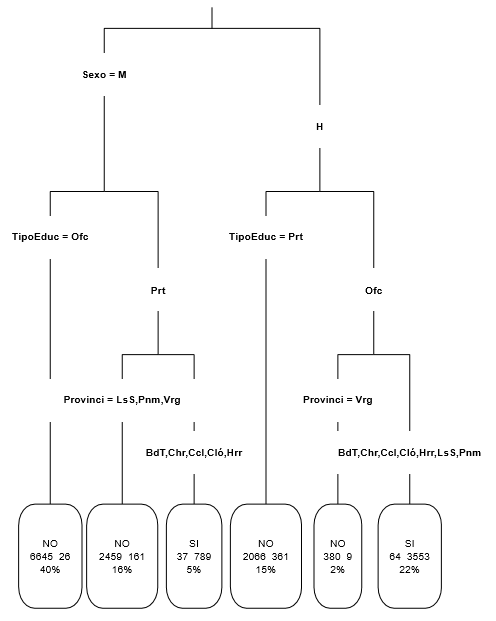 Sexo = M
H
TipoEduc = Ofc
TipoEduc = Prt
Prt
Ofc
Provinci = LsS,Pnm,Vrg
Provinci = Vrg
BdT,Chr,Ccl,Cló,Hrr
BdT,Chr,Ccl,Cló,Hrr,LsS,Pnm
NO
6645 26
40%
NO
2459 161
16%
SI
37 789
5%
NO
2066 361
15%
NO
380 9
2%
SI
64 3553
22%